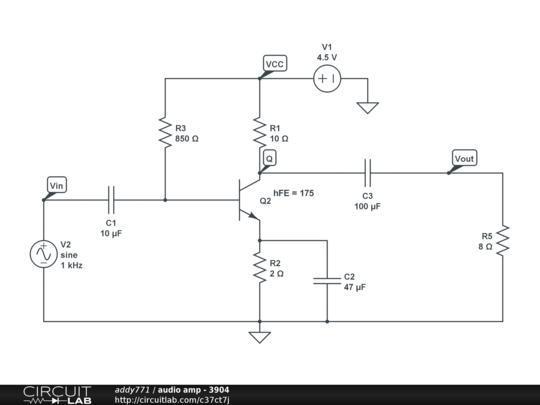 V1
4.5 V
VCC
+
R3
850 Ω
R1
10 Ω
Q
Vout
Vin
hFE = 175
Q2
C3
100 µF
C1
10 µF
V2
sine
1 kHz
R5
8 Ω
R2
2 Ω
C2
47 µF
CIRCUIT
LAB
addy771 / audio amp - 3904
http://circuitlab.com/c37ct7j